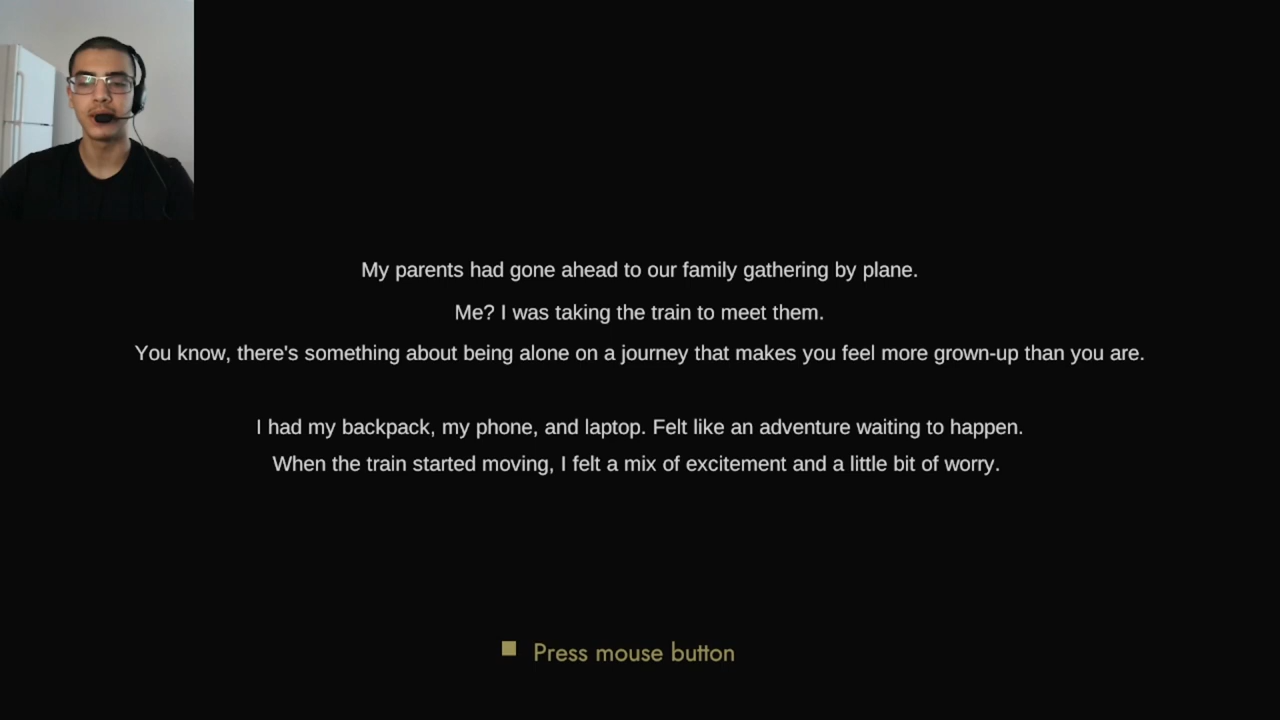 My parents had gone ahead to our family gathering by plane.
Me? I was taking the train to meet them.
You know, there's something about being alone on a journey that makes you feel more grown-up than you are.
I had my backpack, my phone, and laptop. Felt like an adventure waiting to happen.
When the train started moving, I felt a mix of excitement and a little bit of worry.
Press mouse button